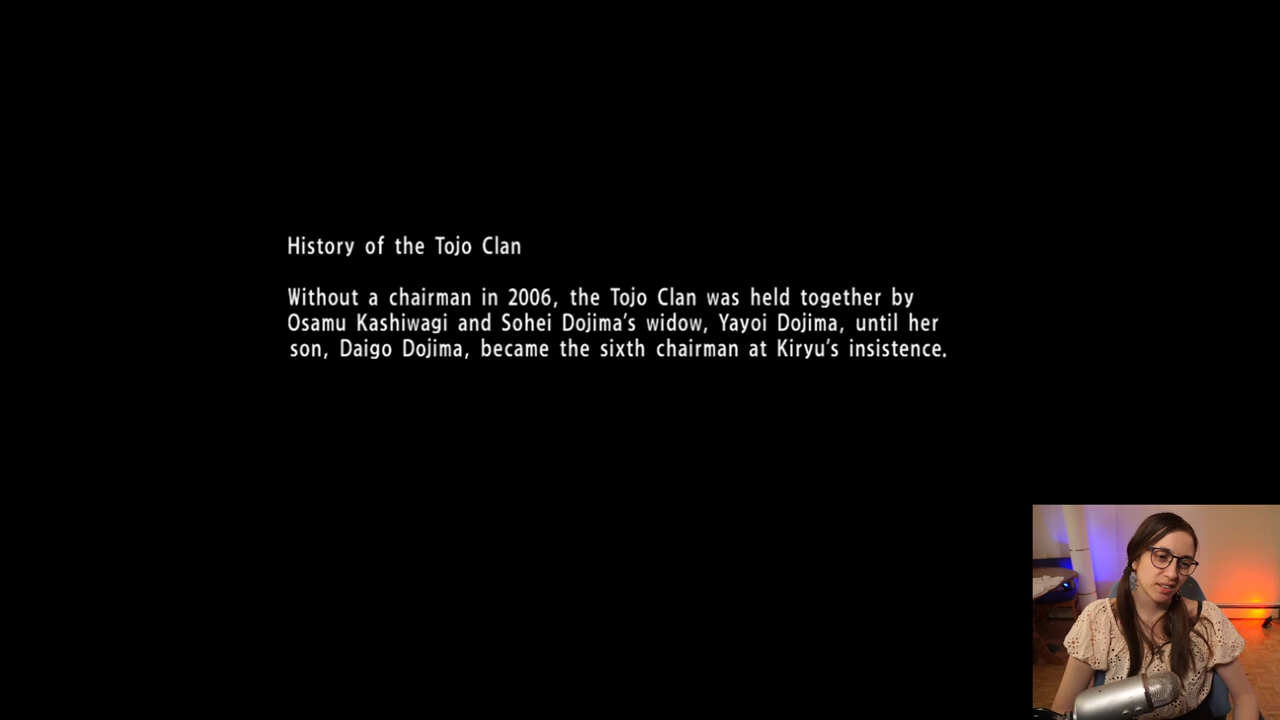 History of the Tojo Clan
Without a chairman in 2006, the Tojo Clan was held together by
Osamu Kashiwagi and Sohei Dojima's widow, Yayoi Dojima, until her
son, Daigo Dojima, became the sixth chairman at Kiryu's insistence.